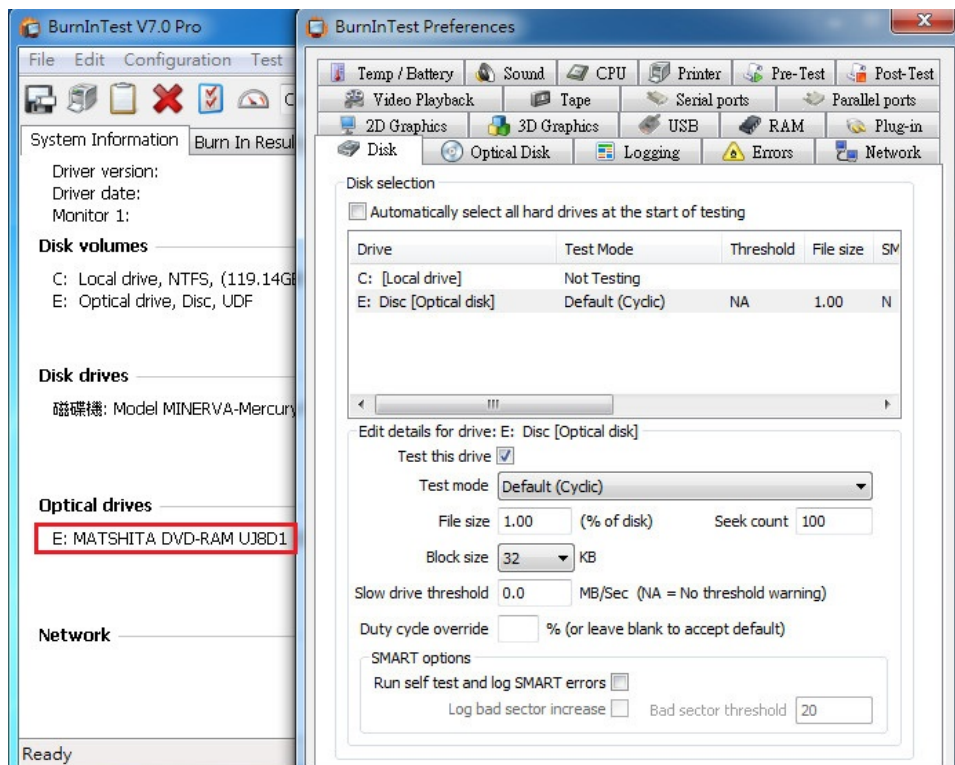 BurnInTest V7.0 Pro
File Edit Configuration Test
System Information Burn In Resul
Driver version:
Driver date:
Monitor 1:
Disk volumes
C: Local drive, NTFS, (119.14GB
E: Optical drive, Disc, UDF
Disk drives
磁碟機: Model MINERVA-Mercury
Optical drives
E: MATSHITA DVD-RAM UJ8D1
Network
Ready
BurnInTest Preferences
Temp / Battery Sound CPU Printer Pre-Test Post-Test
Video Playback Tape Serial ports Parallel ports
2D Graphics 3D Graphics USB RAM Plug-in
Disk Optical Disk Logging Errors Network
Disk selection
Automatically select all hard drives at the start of testing
Drive Test Mode Threshold File size SM
C: [Local drive] Not Testing
E: Disc [Optical disk] Default (Cyclic) NA 1.00 N
Edit details for drive: E: Disc [Optical disk]
Test this drive
Test mode Default (Cyclic)
File size 1.00 (% of disk) Seek count 100
Block size 32 KB
Slow drive threshold 0.0 MB/Sec (NA = No threshold warning)
Duty cycle override % (or leave blank to accept default)
SMART options
Run self test and log SMART errors
Log bad sector increase Bad sector threshold 20